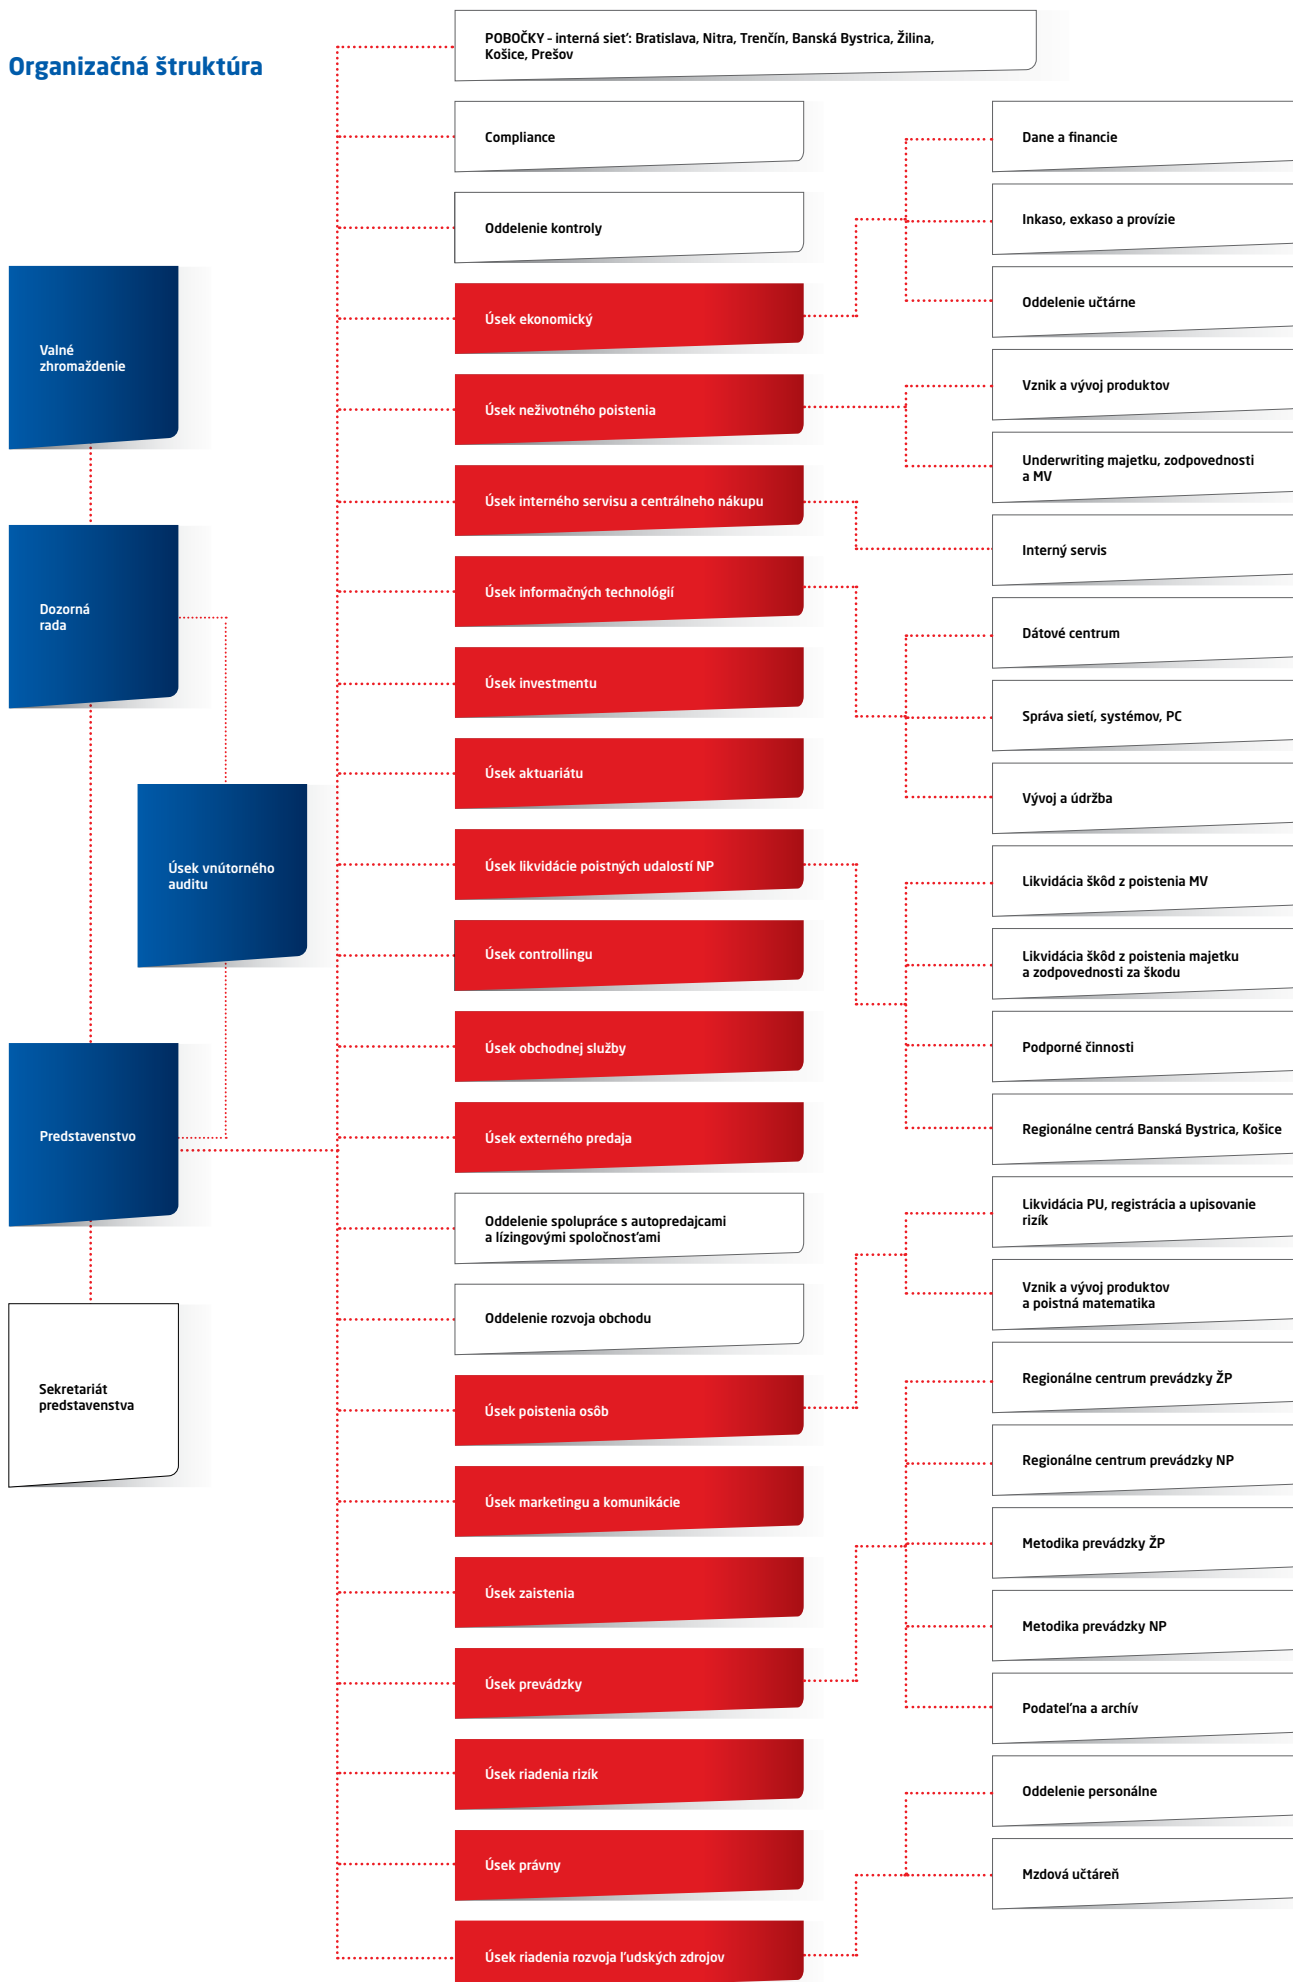 Organizačná štruktúra
Valné
zhromaždenie
Dozorná
rada
Úsek vnútorného
auditu
Predstavenstvo
Sekretariát
predstavenstva
POBOČKY - interná sieť: Bratislava, Nitra, Trenčín, Banská Bystrica, Žilina,
Košice, Prešov
Compliance
Oddelenie kontroly
Úsek ekonomický
Úsek neživotného poistenia
Úsek interného servisu a centrálneho nákupu
Úsek informačných technológií
Úsek investmentu
Úsek aktuariátu
Úsek likvidácie poistných udalostí NP
Úsek controllingu
Úsek obchodnej služby
Úsek externého predaja
Oddelenie spolupráce s autopredajcami
a lízingovými spoločnosťami
Oddelenie rozvoja obchodu
Úsek poistenia osôb
Úsek marketingu a komunikácie
Úsek zaistenia
Úsek prevádzky
Úsek riadenia rizík
Úsek právny
Úsek riadenia rozvoja ľudských zdrojov
Dane a financie
Inkaso, exkaso a provízie
Oddelenie učtárne
Vznik a vývoj produktov
Underwriting majetku, zodpovednosti
a MV
Interný servis
Dátové centrum
Správa sietí, systémov, PC
Vývoj a údržba
Likvidácia škôd z poistenia MV
Likvidácia škôd z poistenia majetku
a zodpovednosti za škodu
Podporné činnosti
Regionálne centrá Banská Bystrica, Košice
Likvidácia PU, registrácia a upisovanie
rizík
Vznik a vývoj produktov
a poistná matematika
Regionálne centrum prevádzky ŽP
Regionálne centrum prevádzky NP
Metodika prevádzky ŽP
Metodika prevádzky NP
Podateľna a archív
Oddelenie personálne
Mzdová učtáreň